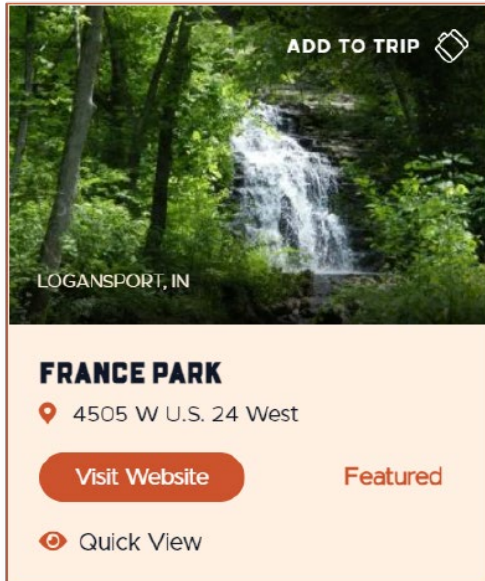 ADD TO TRIP
LOGANSPORT, IN
FRANCE PARK
4505 W U.S. 24 West
Visit Website
Featured
Quick View